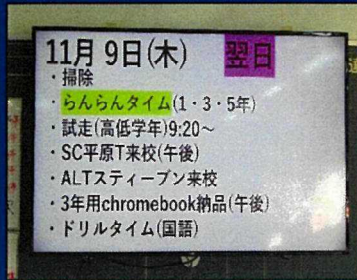 11月 9日(木) 翌日
・掃除
・らんらんタイム(1・3・5年)
・試走(高低学年)9:20～
・SC平原T来校(午後)
・ALTスティーブン来校
・3年用chromebook納品(午後)
・ドリルタイム(国語)